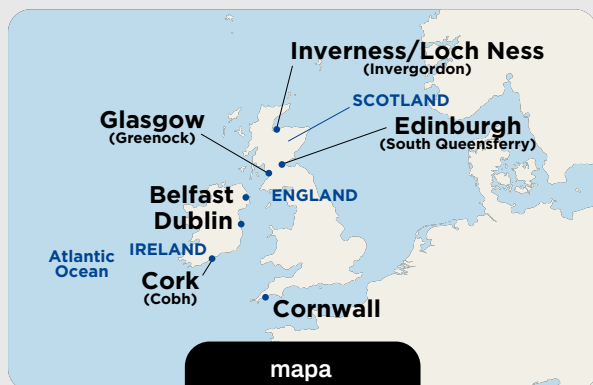 Inverness/Loch Ness
(Invergordon)
SCOTLAND
Glasgow
(Greenock)
Edinburgh
(South Queensferry)
Belfast
ENGLAND
Dublin
IRELAND
Atlantic
Ocean
Cork
(Cobh)
Cornwall
mapa